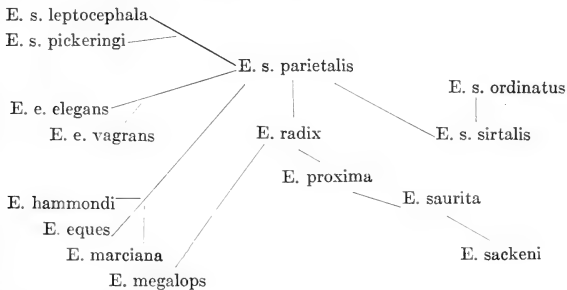 E. s. leptocephala
E. s. pickeringi
E. s. parietalis
E. s. ordinatus
E. e. elegans
E. e. vagrans
E. radix
E. s. sirtalis
E. proxima
E. hammondi
E. saurita
E. eques
E. marciana
E. sackeni
E. megalops